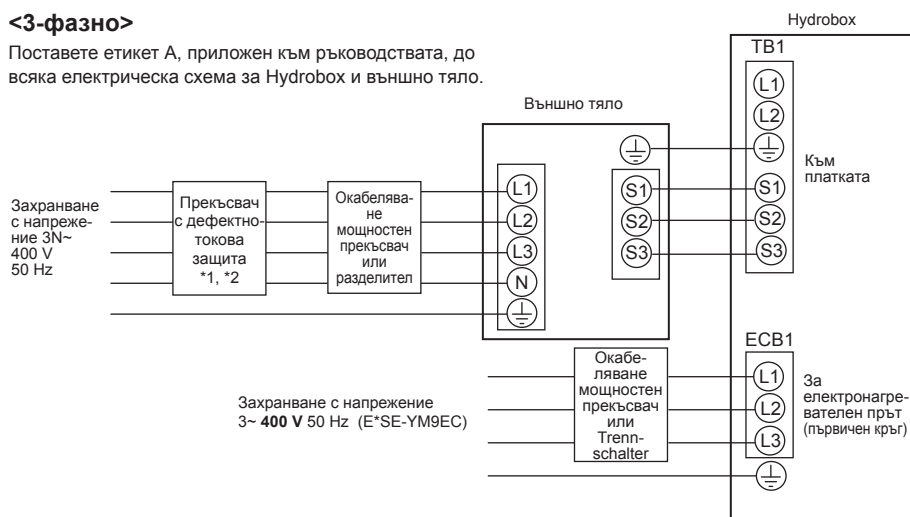 <3-фазно>
Поставете етикет A, приложен към ръководствата, до
всяка електрическа схема за Hydrobox и външно тяло.
Hydrobox
TB1
L1
L2
S1
S2
S3
Към
платката
Външно тяло
L1
L2
L3
N
S1
S2
S3
Захранване
с напреже-
ние 3N~
400 V
50 Hz
Прекъсвач
с дефектно-
токова
защита
*1, *2
Окабелява-
не
мощностен
прекъсвач
или
разделител
ECB1
L1
L2
L3
За
електронагре-
вателен прът
(първичен кръг)
Окабе-
ляване
мощностен
прекъсвач
или
Trenn-
schalter
Захранване с напрежение
3~ 400 V 50 Hz (E*SE-YM9EC)